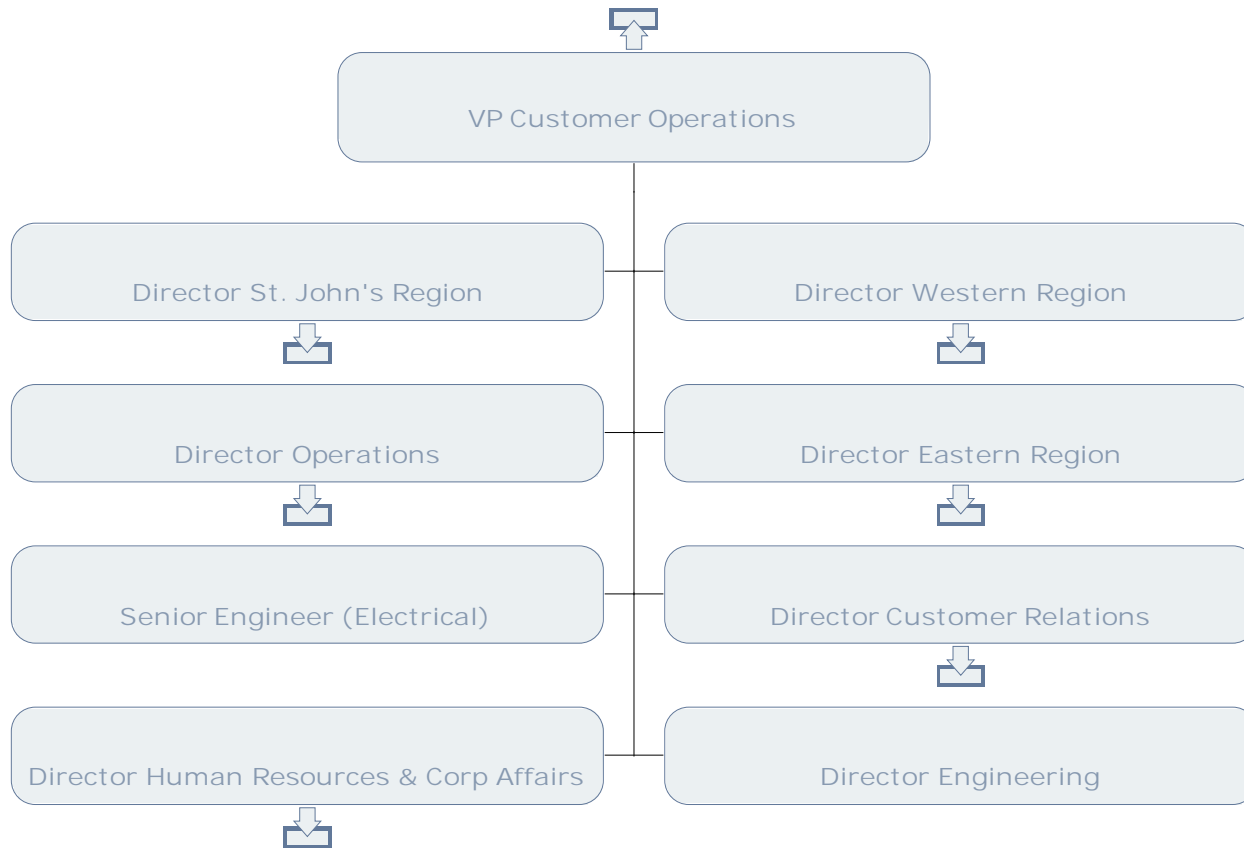 VP Customer Operations
Director St. John's Region
Director Western Region
Director Operations
Director Eastern Region
Senior Engineer (Electrical)
Director Customer Relations
Director Human Resources & Corp Affairs
Director Engineering